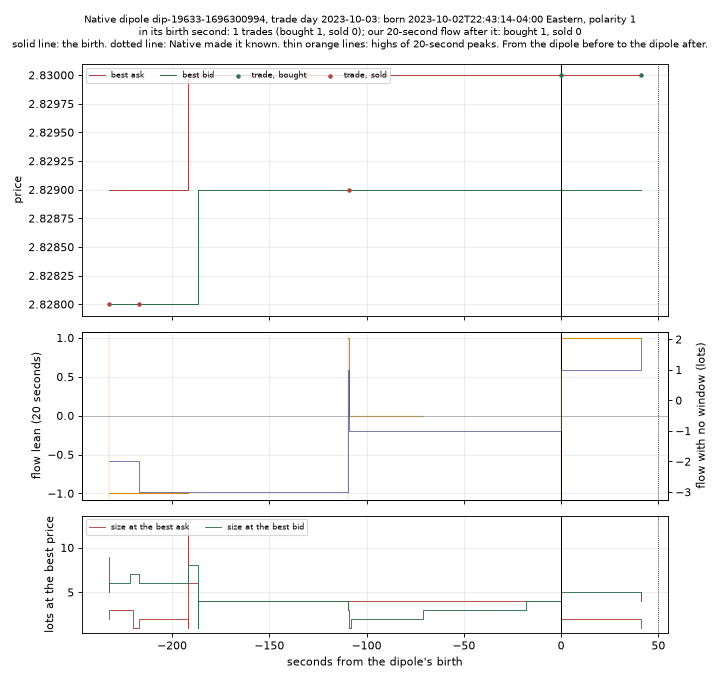 Native dipole dip-19633-1696300994, trade day 2023-10-03: born 2023-10-02T22:43:14-04:00 Eastern, polarity 1
in its birth second: 1 trades (bought 1, sold 0); our 20-second flow after it: bought 1, sold 0
solid line: the birth. dotted line: Native made it known. thin orange lines: highs of 20-second peaks. From the dipole before to the dipole after.
best ask best bid trade, bought trade, sold
2.83000
2.82975
2.82950
2.82925
2.82900
2.82875
2.82850
2.82825
2.82800
price
1.0
0.5
0.0
−0.5
−1.0
flow lean (20 seconds)
2
1
0
−1
−2
−3
flow with no window (lots)
size at the best ask size at the best bid
10
5
lots at the best price
−200 −150 −100 −50 0 50
seconds from the dipole's birth